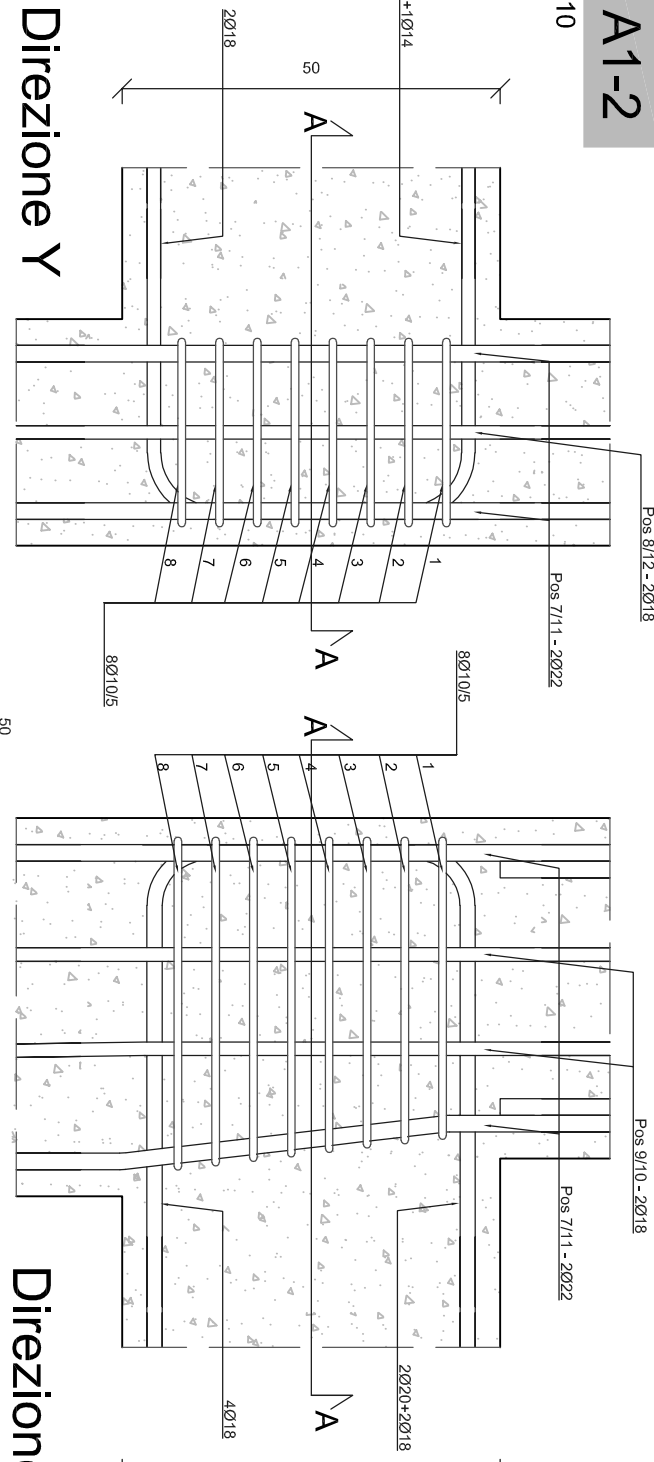 A1-2
10
+1Ø14
2Ø18
50
A
A
Pos 8/12 - 2Ø18
Pos 7/11 - 2Ø22
1
2
3
4
5
6
7
8
8Ø10/5
Direzione Y
50
8Ø10/5
A
A
1
2
3
4
5
6
7
8
Pos 9/10 - 2Ø18
Pos 7/11 - 2Ø22
2Ø20+2Ø18
4Ø18
Direzione